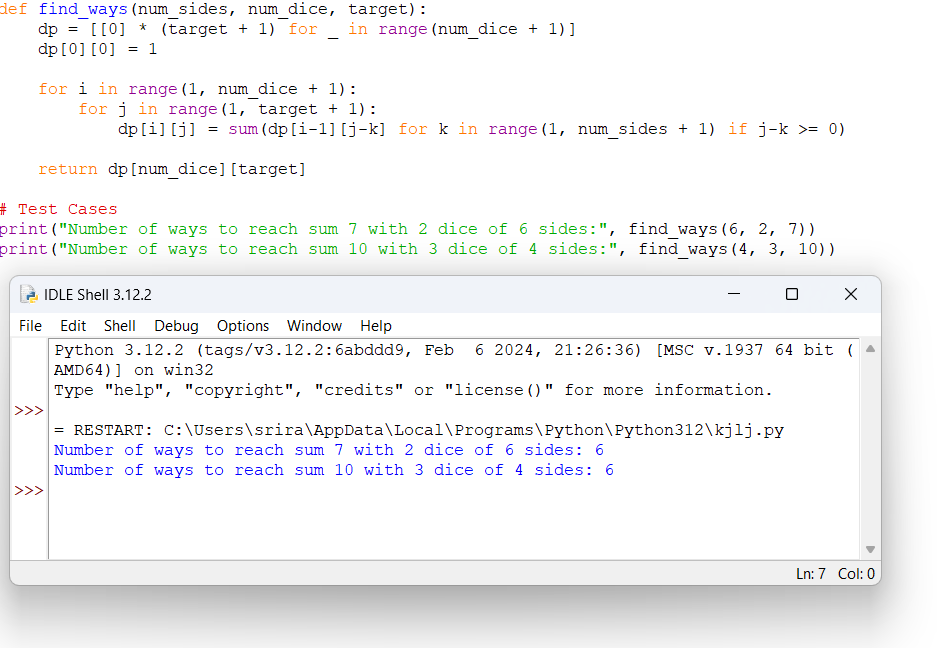 def find_ways(num_sides, num_dice, target):
    dp = [[0] * (target + 1) for _ in range(num_dice + 1)]
    dp[0][0] = 1
    for i in range(1, num_dice + 1):
        for j in range(1, target + 1):
            dp[i][j] = sum(dp[i-1][j-k] for k in range(1, num_sides + 1) if j-k >= 0)
    return dp[num_dice][target]
# Test Cases
print("Number of ways to reach sum 7 with 2 dice of 6 sides:", find_ways(6, 2, 7))
print("Number of ways to reach sum 10 with 3 dice of 4 sides:", find_ways(4, 3, 10))
IDLE Shell 3.12.2
File Edit Shell Debug Options Window Help
Python 3.12.2 (tags/v3.12.2:6abddd9, Feb  6 2024, 21:26:36) [MSC v.1937 64 bit (
AMD64)] on win32
Type "help", "copyright", "credits" or "license()" for more information.
>>>
= RESTART: C:\Users\srira\AppData\Local\Programs\Python\Python312\kjlj.py
Number of ways to reach sum 7 with 2 dice of 6 sides: 6
Number of ways to reach sum 10 with 3 dice of 4 sides: 6
>>>
Ln: 7 Col: 0